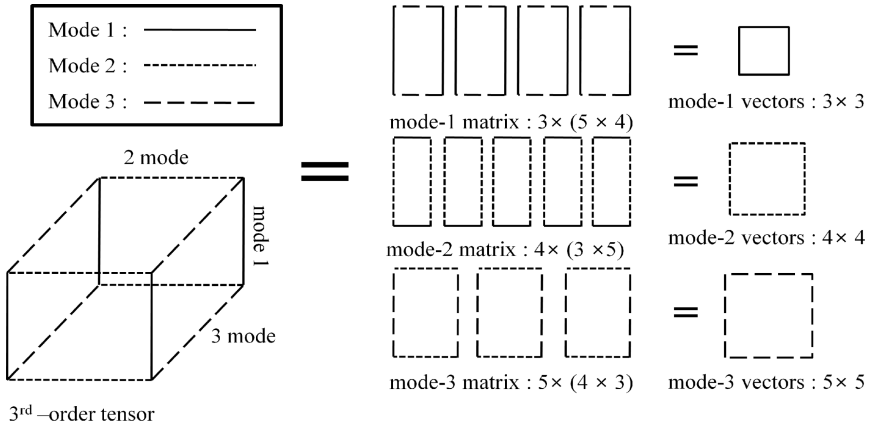 Mode 1 :
Mode 2 :
Mode 3 :
2 mode
mode 1
3 mode
3rd –order tensor
=
mode-1 matrix : 3× (5 × 4)
=
mode-1 vectors : 3× 3
mode-2 matrix : 4× (3 ×5)
=
mode-2 vectors : 4× 4
mode-3 matrix : 5× (4 × 3)
=
mode-3 vectors : 5× 5